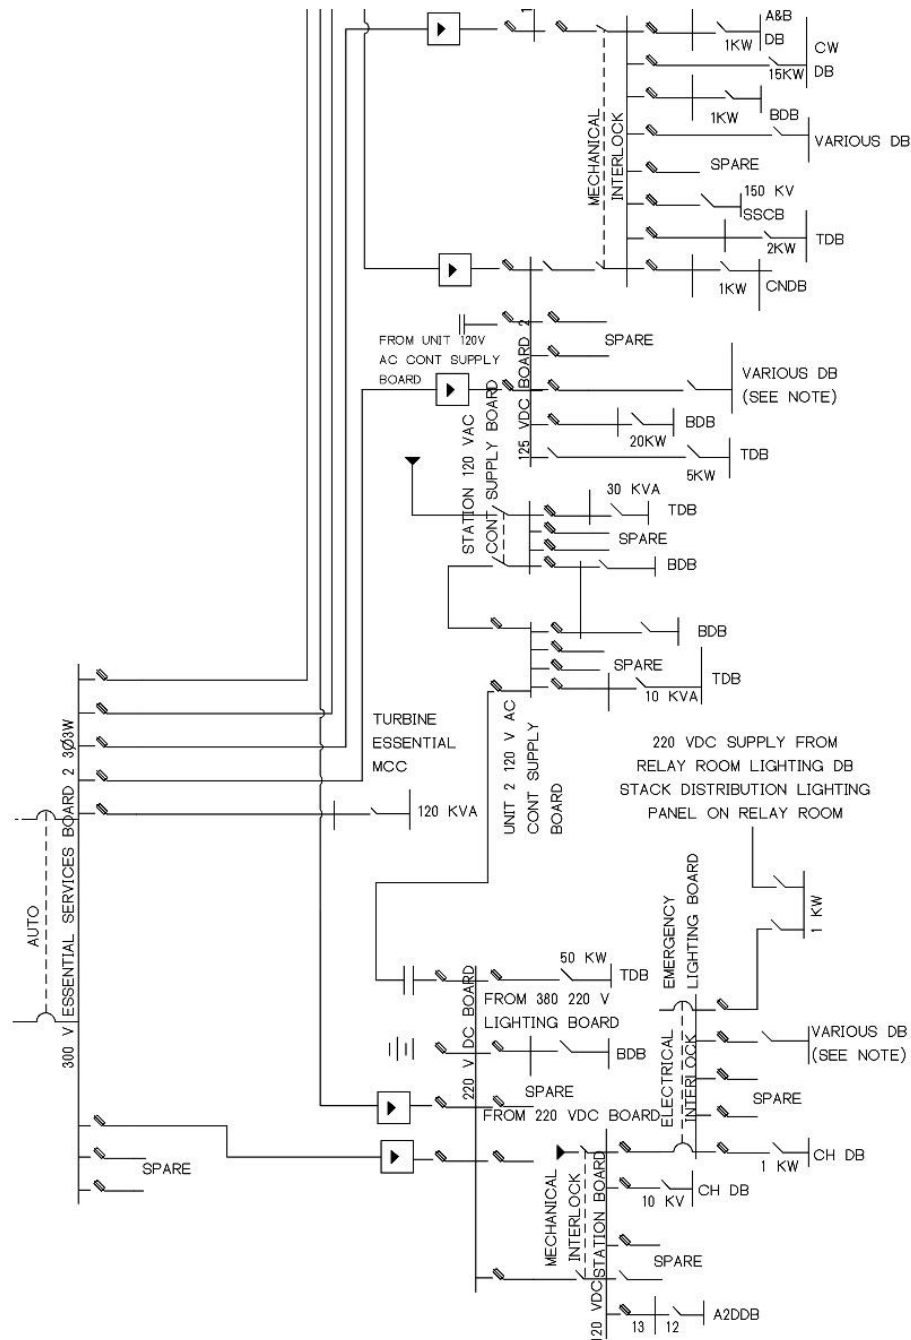 1
A&B
DB
1KW
CW
DB
15KW
1KW
BDB
VARIOUS DB
MECHANICAL
INTERLOCK
SPARE
150 KV
SSCB
2KW
TDB
1KW
CNDB
FROM UNIT 120V
AC CONT SUPPLY
BOARD
125 VDC BOARD 2
SPARE
VARIOUS DB
(SEE NOTE)
20KW
BDB
5KW
TDB
STATION 120 VAC
CONT SUPPLY BOARD
30 KVA
TDB
SPARE
BDB
BDB
SPARE
TDB
10 KVA
UNIT 2 120 V AC
CONT SUPPLY
BOARD
TURBINE
ESSENTIAL
MCC
120 KVA
300 V ESSENTIAL SERVICES BOARD 2 3Ø3W
AUTO
220 VDC SUPPLY FROM
RELAY ROOM LIGHTING DB
STACK DISTRIBUTION LIGHTING
PANEL ON RELAY ROOM
1 KW
EMERGENCY
LIGHTING BOARD
50 KW
TDB
FROM 380 220 V
LIGHTING BOARD
220 V DC BOARD
BDB
ELECTRICAL
INTERLOCK
VARIOUS DB
(SEE NOTE)
SPARE
SPARE
FROM 220 VDC BOARD
SPARE
1 KW
CH DB
10 KV
CH DB
MECHANICAL
INTERLOCK
120 VDC STATION BOARD
SPARE
13
12
A2DDB